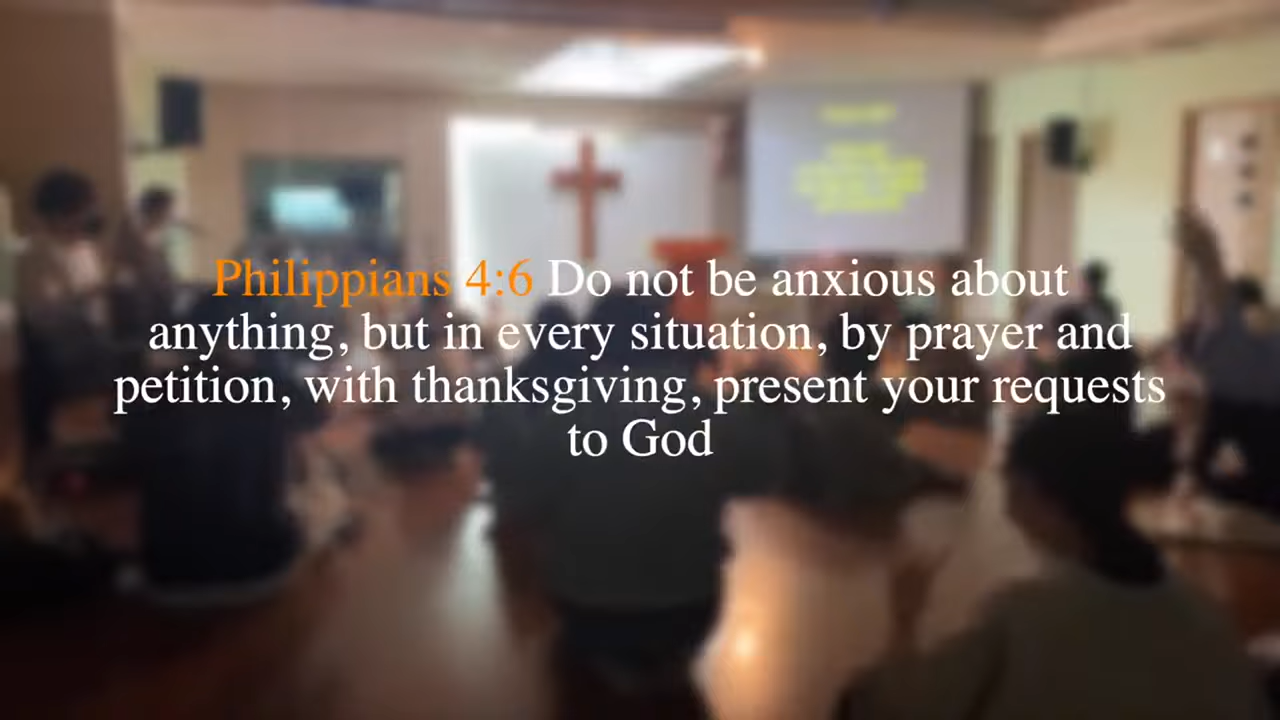 Philippians 4:6 Do not be anxious about
anything, but in every situation, by prayer and
petition, with thanksgiving, present your requests
to God